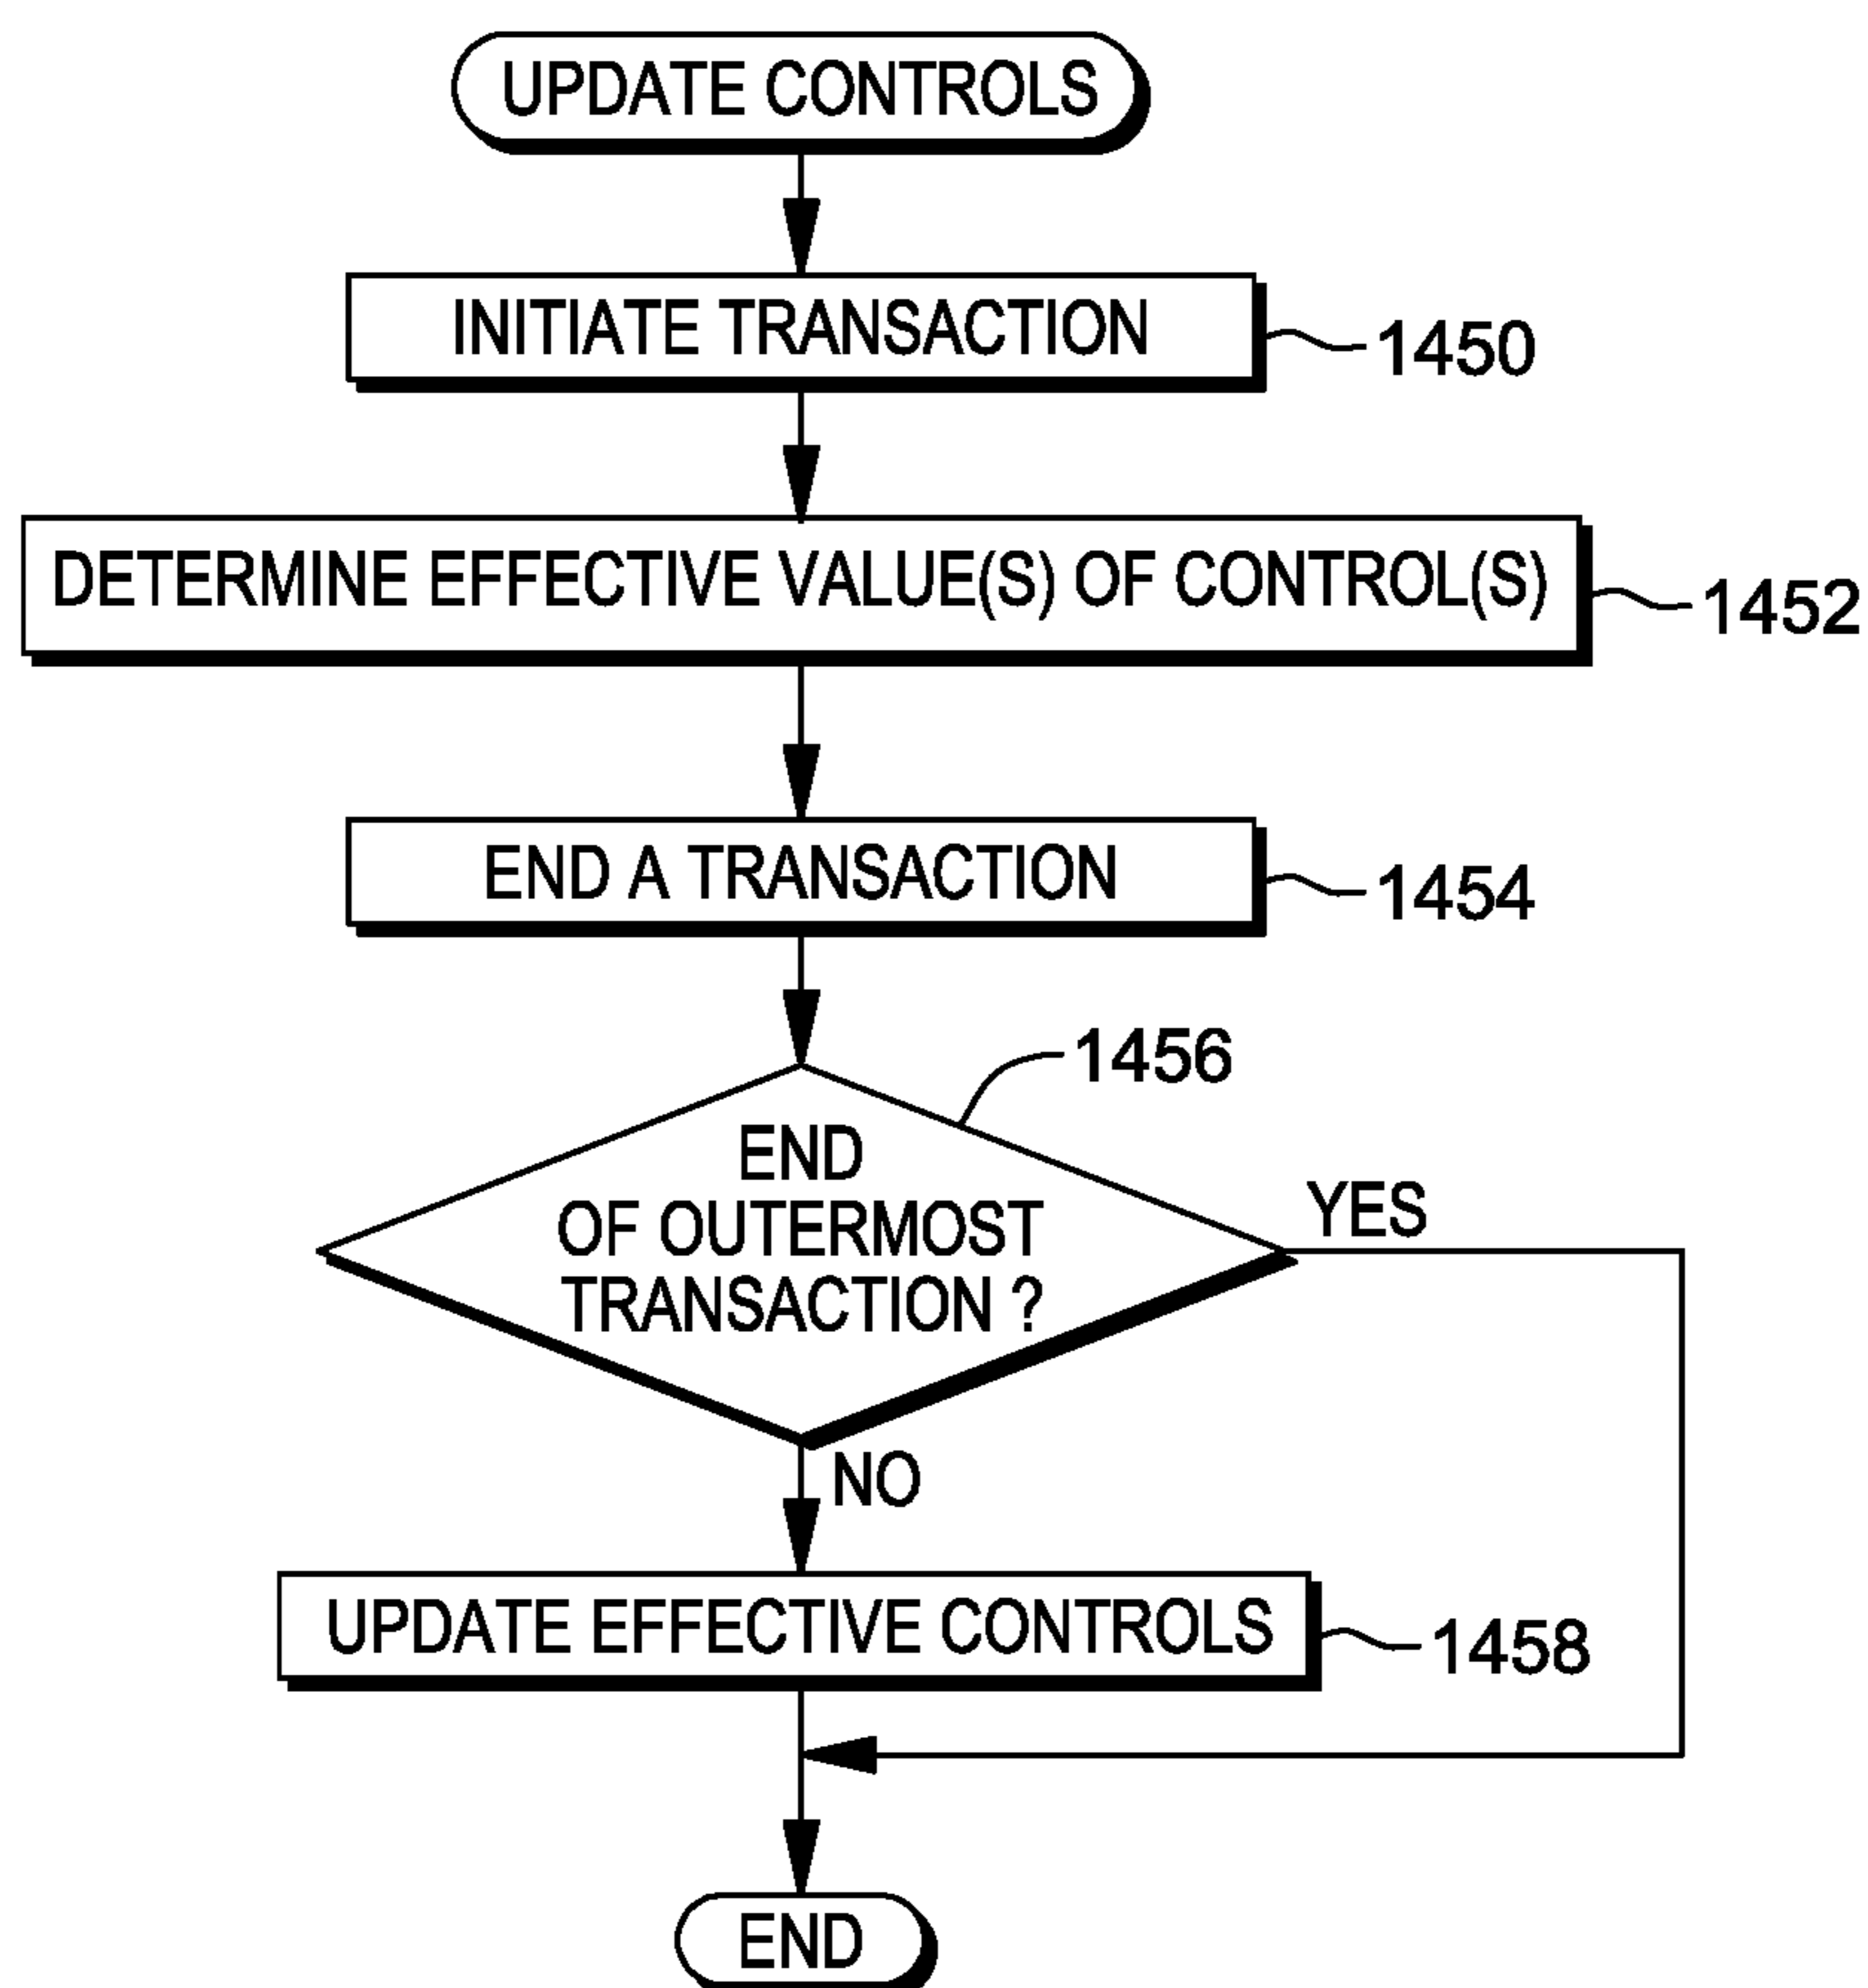 UPDATE CONTROLS
INITIATE TRANSACTION
1450
DETERMINE EFFECTIVE VALUE(S) OF CONTROL(S)
1452
END A TRANSACTION
1454
1456
END
OF OUTERMOST
TRANSACTION ?
YES
NO
UPDATE EFFECTIVE CONTROLS
1458
END